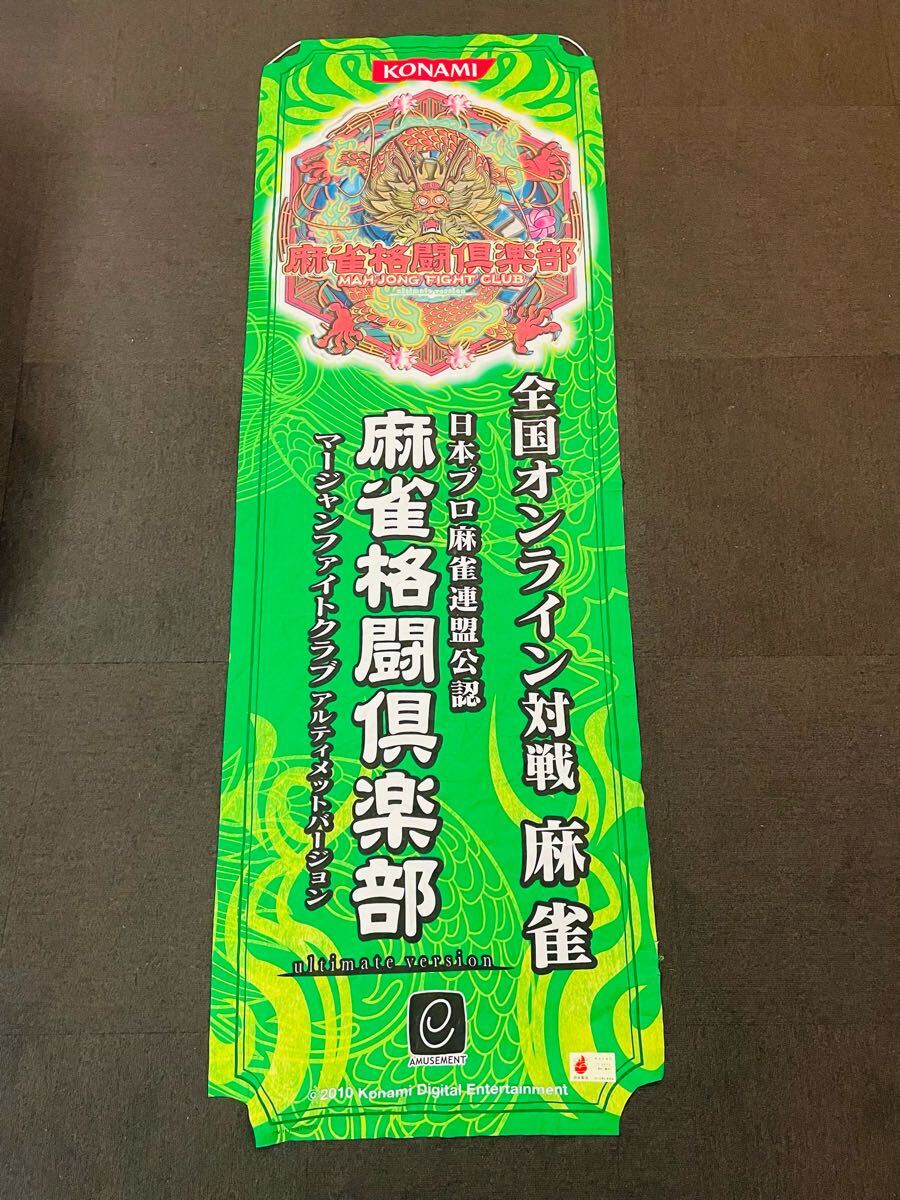 KONAMI
麻雀格闘倶楽部
MAHJONG FIGHT CLUB
ultimate version
全国オンライン対戦 麻雀
日本プロ麻雀連盟公認
麻雀格闘倶楽部
マージャンファイトクラブ アルティメットバージョン
ultimate version
e
AMUSEMENT
©2010 Konami Digital Entertainment